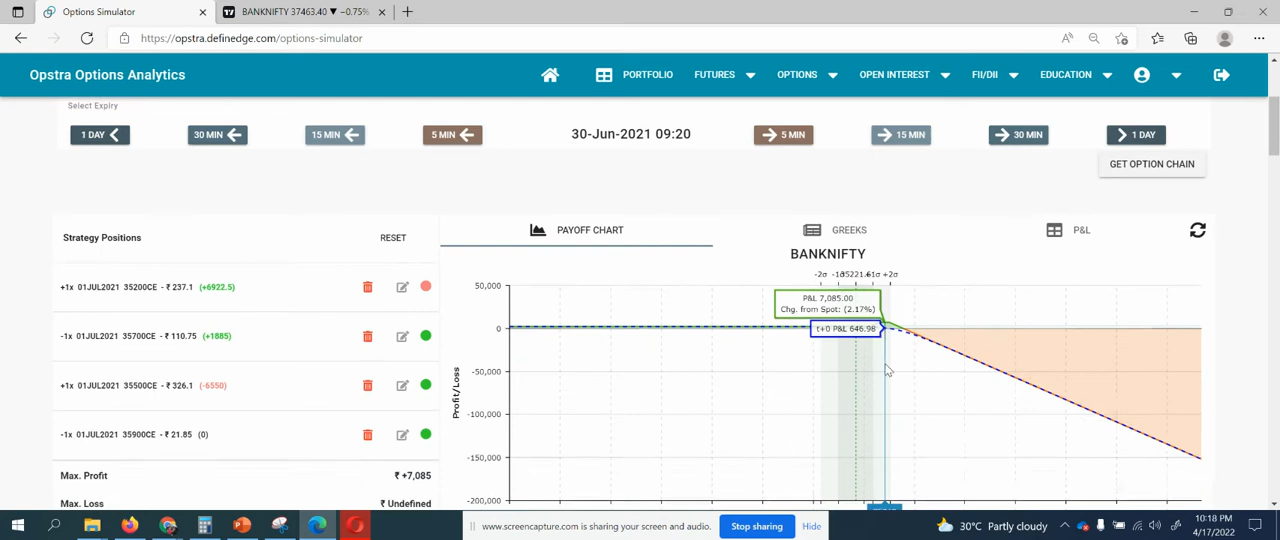 Options Simulator
BANKNIFTY 37463.40 ▼ −0.75%
https://opstra.definedge.com/options-simulator
Opstra Options Analytics
PORTFOLIO
FUTURES
OPTIONS
OPEN INTEREST
FII/DII
EDUCATION
Select Expiry
1 DAY
30 MIN
15 MIN
5 MIN
30-Jun-2021 09:20
5 MIN
15 MIN
30 MIN
1 DAY
GET OPTION CHAIN
Strategy Positions
RESET
PAYOFF CHART
GREEKS
P&L
BANKNIFTY
+1x 01JUL2021 35200CE - ₹ 237.1 (+6922.5)
-1x 01JUL2021 35700CE - ₹ 110.75 (+1885)
+1x 01JUL2021 35500CE - ₹ 326.1 (-6550)
-1x 01JUL2021 35900CE - ₹ 21.85 (0)
Max. Profit
₹ +7,085
Max. Loss
₹ Undefined
-2σ
+2σ
P&L 7,085.00
Chg. from Spot: (2.17%)
t+0 P&L 646.98
Profit/Loss
50,000
0
-50,000
-100,000
-150,000
-200,000
www.screencapture.com is sharing your screen and audio.
Stop sharing
Hide
30°C Partly cloudy
10:18 PM
4/17/2022